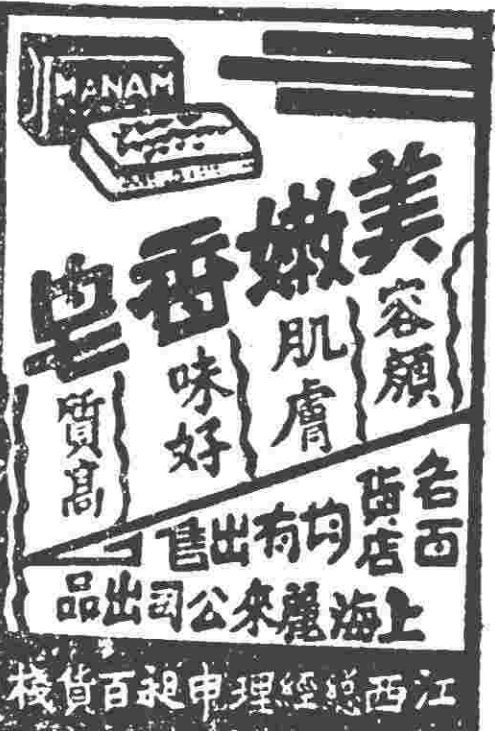 MANAM
美嫩香皂
容顏
肌膚
味好
質高
各百貨店
均有出售
上海麗來公司出品
江西總經理申昶百貨棧